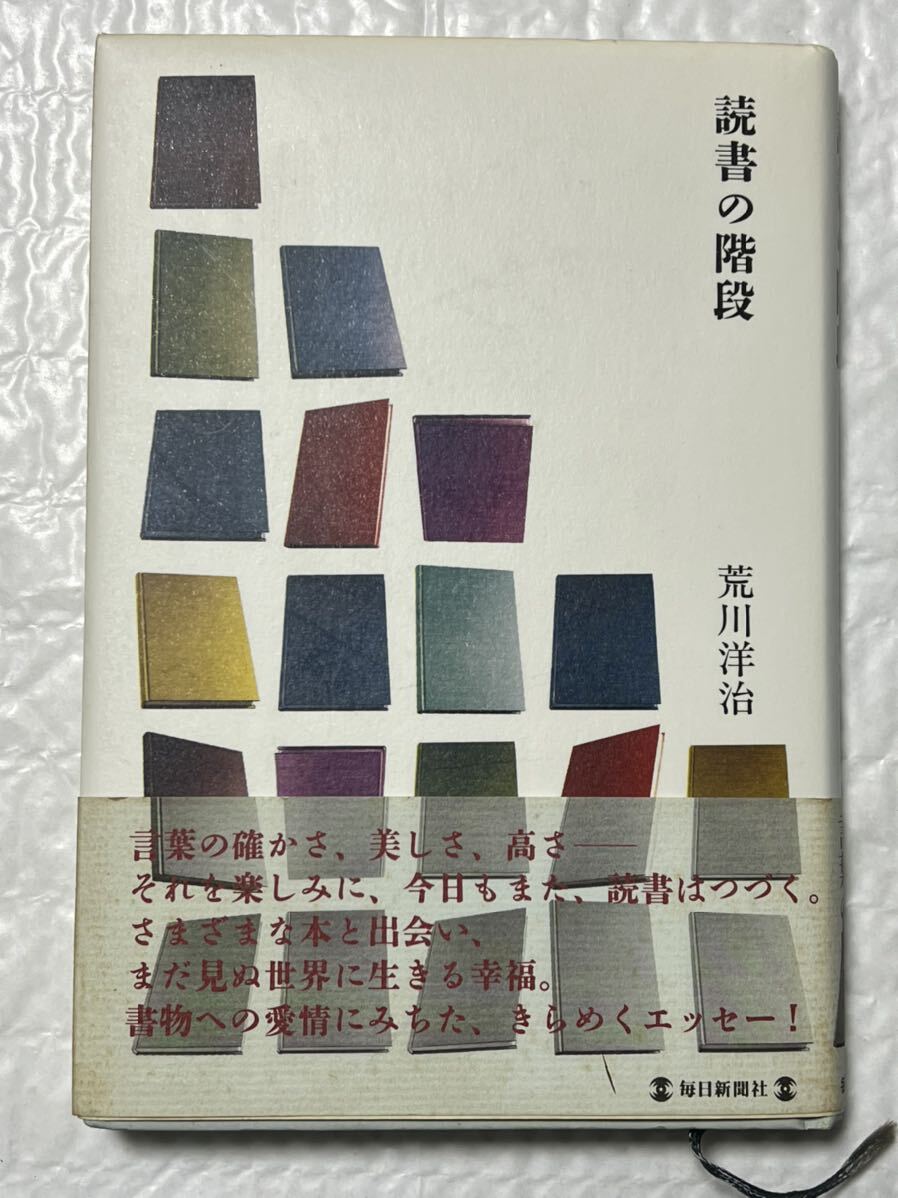 読書の階段
荒川洋治
言葉の確かさ、美しさ、高さ——
それを楽しみに、今日もまた、読書はつづく。
さまざまな本と出会い、
まだ見ぬ世界に生きる幸福。
書物への愛情にみちた、きらめくエッセー！
毎日新聞社